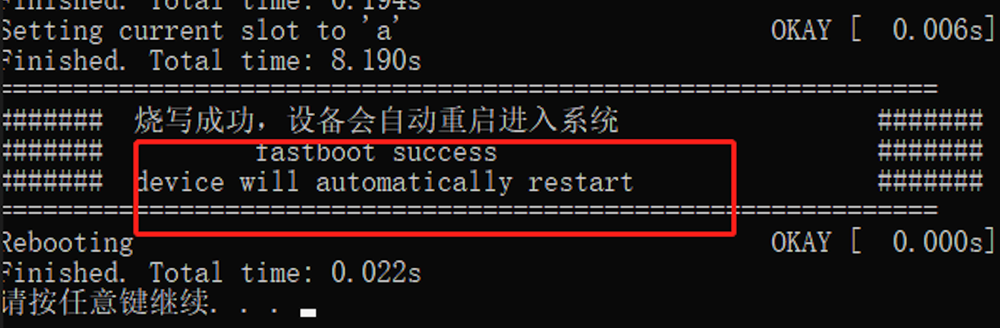 Finished. Total time: 0.194s
Setting current slot to 'a' OKAY [  0.006s]
Finished. Total time: 8.190s
==============================================================
####### 烧写成功，设备会自动重启进入系统 #######
####### fastboot success #######
####### device will automatically restart #######
==============================================================
Rebooting OKAY [  0.000s]
Finished. Total time: 0.022s
请按任意键继续. . .